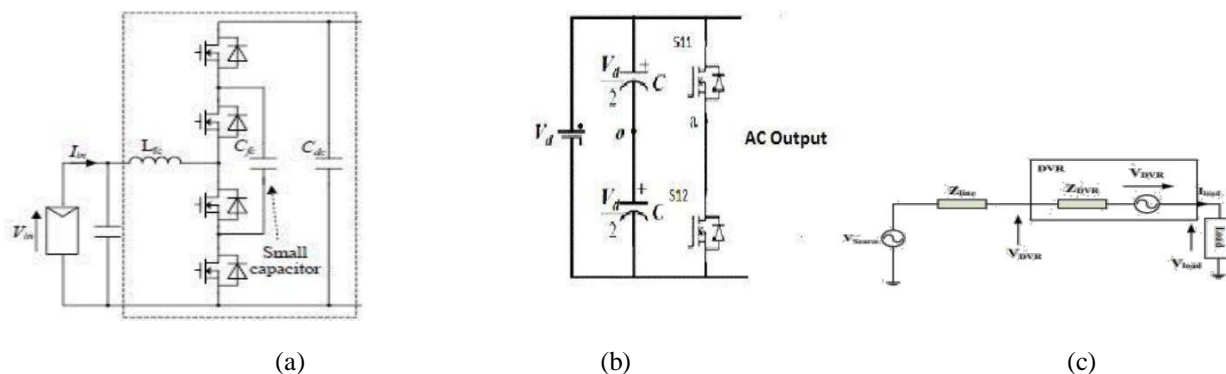 I_in
L_fc
C_fc
C_dc
V_in
Small
capacitor
(a)
V_d
V_d + C
2
o
V_d + C
2
S11
a
S12
AC Output
(b)
DVR
Z_line
Z_DVR
V_DVR
I_load
V_Source
V_DVR
V_load
Load
(c)